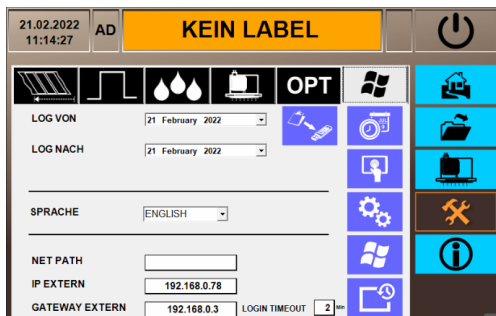 21.02.2022
11:14:27
AD
KEIN LABEL
OPT
LOG VON
21 February 2022
LOG NACH
21 February 2022
SPRACHE
ENGLISH
NET PATH
IP EXTERN
192.168.0.78
GATEWAY EXTERN
192.168.0.3
LOGIN TIMEOUT
2
Min